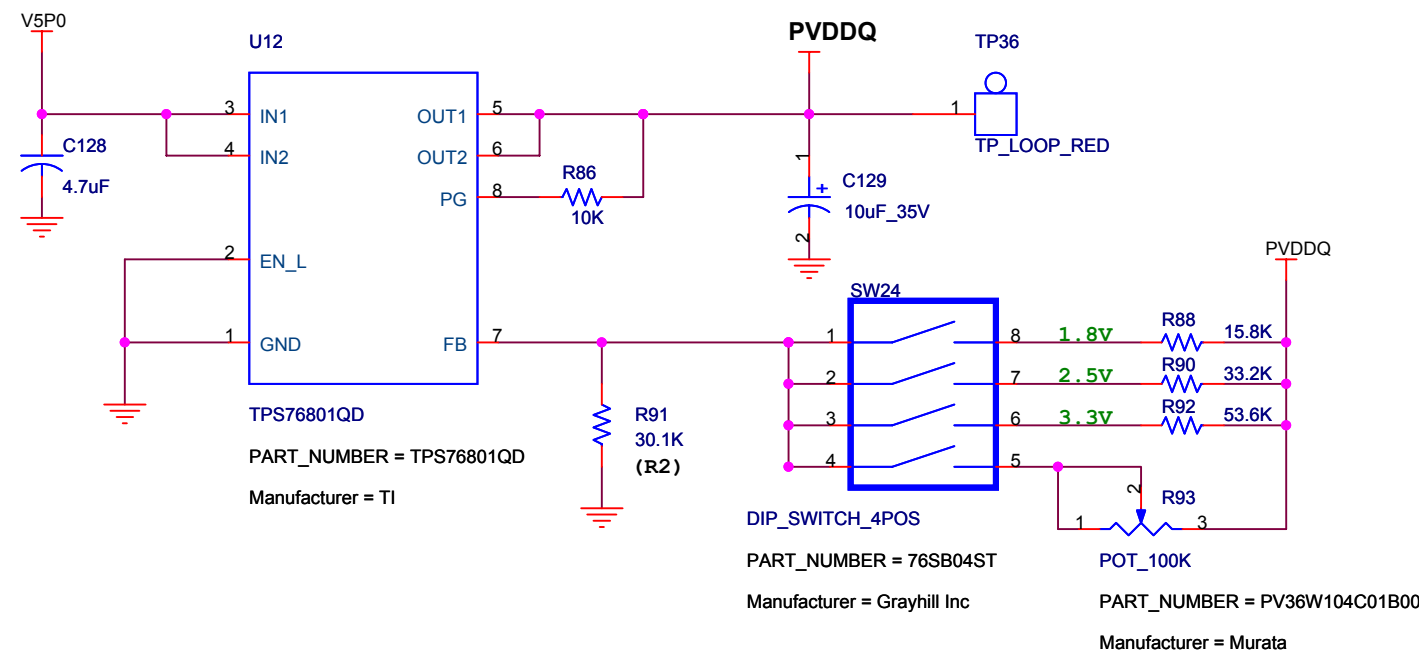 V5P0
U12
PVDDQ
TP36
3 IN1 OUT1 5
1
C128
4.7uF
4 IN2 OUT2 6
TP_LOOP_RED
R86
10K
PG 8
1
C129
+
10uF_35V
2
2 EN_L
PVDDQ
SW24
1 GND FB 7
1 8 1.8V R88 15.8K
2 7 2.5V R90 33.2K
3 6 3.3V R92 53.6K
4 5
R91
30.1K
(R2)
TPS76801QD
PART_NUMBER = TPS76801QD
Manufacturer = TI
2
R93
1 3
DIP_SWITCH_4POS
PART_NUMBER = 76SB04ST
Manufacturer = Grayhill Inc
POT_100K
PART_NUMBER = PV36W104C01B00
Manufacturer = Murata